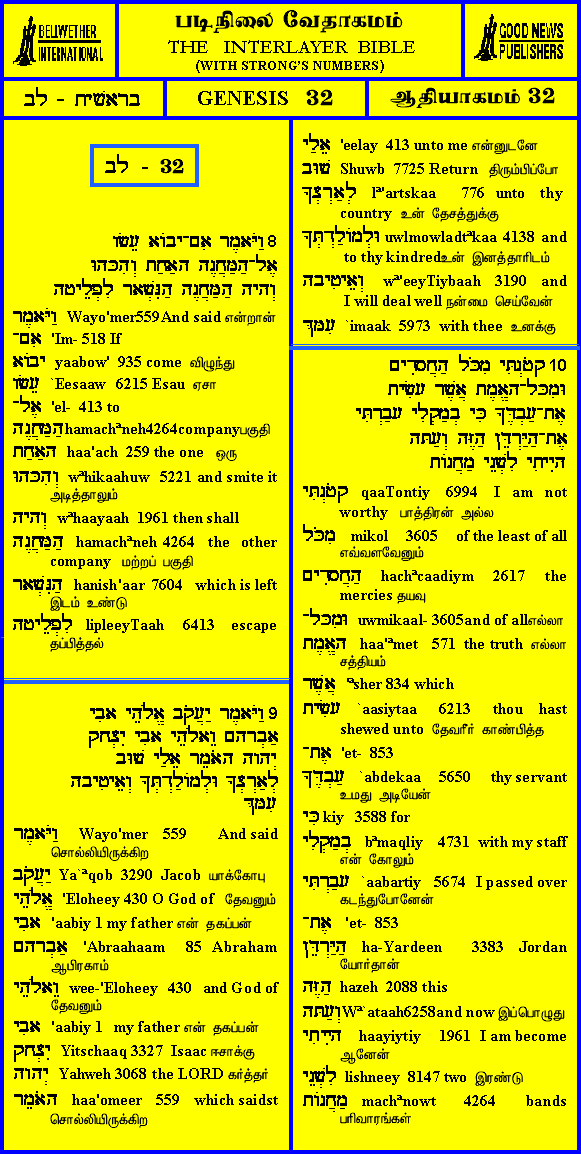 BELLWETHER
INTERNATIONAL
படிநிலை வேதாகமம்
THE INTERLAYER BIBLE
(WITH STRONG'S NUMBERS)
GOOD NEWS
PUBLISHERS
בראשית - לב
GENESIS 32
ஆதியாகமம் 32
לב - 32
8 וַיֹּאמֶר אִם־יָבוֹא עֵשָׂו
אֶל־הַמַּחֲנֶה הָאַחַת וְהִכָּהוּ
וְהָיָה הַמַּחֲנֶה הַנִּשְׁאָר לִפְלֵיטָה
וַיֹּאמֶר Wayo'mer559 And said என்றான்
אִם־ 'Im- 518 If
יָבוֹא yaabow' 935 come விழுந்து
עֵשָׂו `Eesaaw 6215 Esau ஏசா
אֶל־ 'el- 413 to
הַמַּחֲנֶה hamachᵃneh4264companyபகுதி
הָאַחַת haa'ach 259 the one ஒரு
וְהִכָּהוּ wᵃhikaahuw 5221 and smite it
அடித்தாலும்
וְהָיָה wᵃhaayaah 1961 then shall
הַמַּחֲנֶה hamachᵃneh 4264 the other
company மற்றப் பகுதி
הַנִּשְׁאָר hanish'aar 7604 which is left
இடம் உண்டு
לִפְלֵיטָה lipleeyTaah 6413 escape
தப்பித்தல்
9 וַיֹּאמֶר יַעֲקֹב אֱלֹהֵי אָבִי
אַבְרָהָם וֵאלֹהֵי אָבִי יִצְחָק
יְהוָה הָאֹמֵר אֵלַי שׁוּב
לְאַרְצְךָ וּלְמוֹלַדְתְּךָ וְאֵיטִיבָה
עִמָּךְ
וַיֹּאמֶר Wayo'mer 559 And said
சொல்லியிருக்கிற
יַעֲקֹב Ya`ᵃqob 3290 Jacob யாக்கோபு
אֱלֹהֵי 'Eloheey 430 O God of தேவனும்
אָבִי 'aabiy 1 my father என் தகப்பன்
אַבְרָהָם 'Abraahaam 85 Abraham
ஆபிரகாம்
וֵאלֹהֵי wee-'Eloheey 430 and God of
தேவனும்
אָבִי 'aabiy 1 my father என் தகப்பன்
יִצְחָק Yitschaaq 3327 Isaac ஈசாக்கு
יְהוָה Yahweh 3068 the LORD கர்த்தர்
הָאֹמֵר haa'omeer 559 which saidst
சொல்லியிருக்கிற
אֵלַי 'eelay 413 unto me என்னுடனே
שׁוּב Shuwb 7725 Return திரும்பிப்போ
לְאַרְצְךָ lᵃ'artskaa 776 unto thy
country உன் தேசத்துக்கு
וּלְמוֹלַדְתְּךָ uwlmowladtᵃkaa 4138 and
to thy kindredஉன் இனத்தாரிடம்
וְאֵיטִיבָה wᵃ'eeyTiybaah 3190 and
I will deal well நன்மை செய்வேன்
עִמָּךְ `imaak 5973 with thee உனக்கு
10 קָטֹנְתִּי מִכֹּל הַחֲסָדִים
וּמִכָּל־הָאֱמֶת אֲשֶׁר עָשִׂיתָ
אֶת־עַבְדֶּךָ כִּי בְמַקְלִי עָבַרְתִּי
אֶת־הַיַּרְדֵּן הַזֶּה וְעַתָּה
הָיִיתִי לִשְׁנֵי מַחֲנוֹת
קָטֹנְתִּי qaaTontiy 6994 I am not
worthy பாத்திரன் அல்ல
מִכֹּל mikol 3605 of the least of all
எவ்வளவேனும்
הַחֲסָדִים hachᵃcaadiym 2617 the
mercies தயவு
וּמִכָּל־ uwmikaal- 3605and of allஎல்லா
הָאֱמֶת haa'ᵉmet 571 the truth எல்லா
சத்தியம்
אֲשֶׁר ᵃsher 834 which
עָשִׂיתָ `aasiytaa 6213 thou hast
shewed unto தேவரீர் காண்பித்த
אֶת־ 'et- 853
עַבְדֶּךָ `abdekaa 5650 thy servant
உமது அடியேன்
כִּי kiy 3588 for
בְמַקְלִי bᵃmaqliy 4731 with my staff
என் கோலும்
עָבַרְתִּי `aabartiy 5674 I passed over
கடந்துபோனேன்
אֶת־ 'et- 853
הַיַּרְדֵּן ha-Yardeen 3383 Jordan
யோர்தான்
הַזֶּה hazeh 2088 this
וְעַתָּה Wᵃ`ataah6258and now இப்பொழுது
הָיִיתִי haayiytiy 1961 I am become
ஆனேன்
לִשְׁנֵי lishneey 8147 two இரண்டு
מַחֲנוֹת machᵃnowt 4264 bands
பரிவாரங்கள்